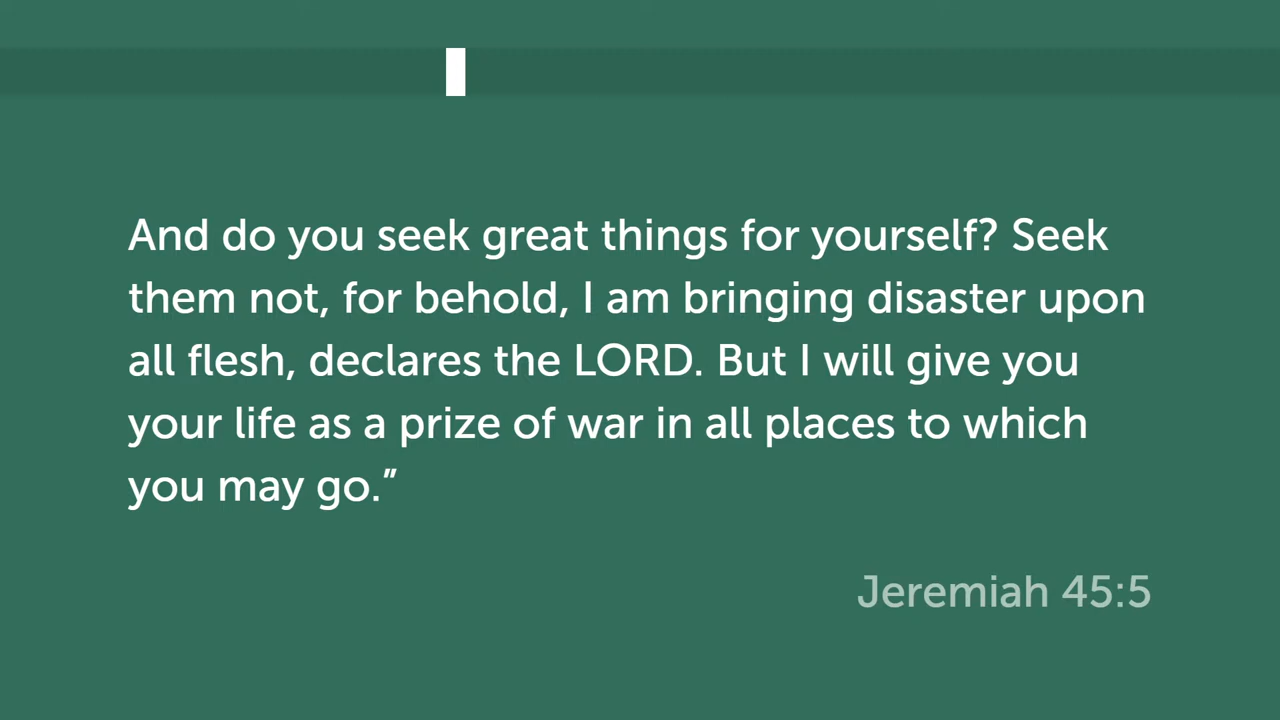 And do you seek great things for yourself? Seek
them not, for behold, I am bringing disaster upon
all flesh, declares the LORD. But I will give you
your life as a prize of war in all places to which
you may go.”
Jeremiah 45:5